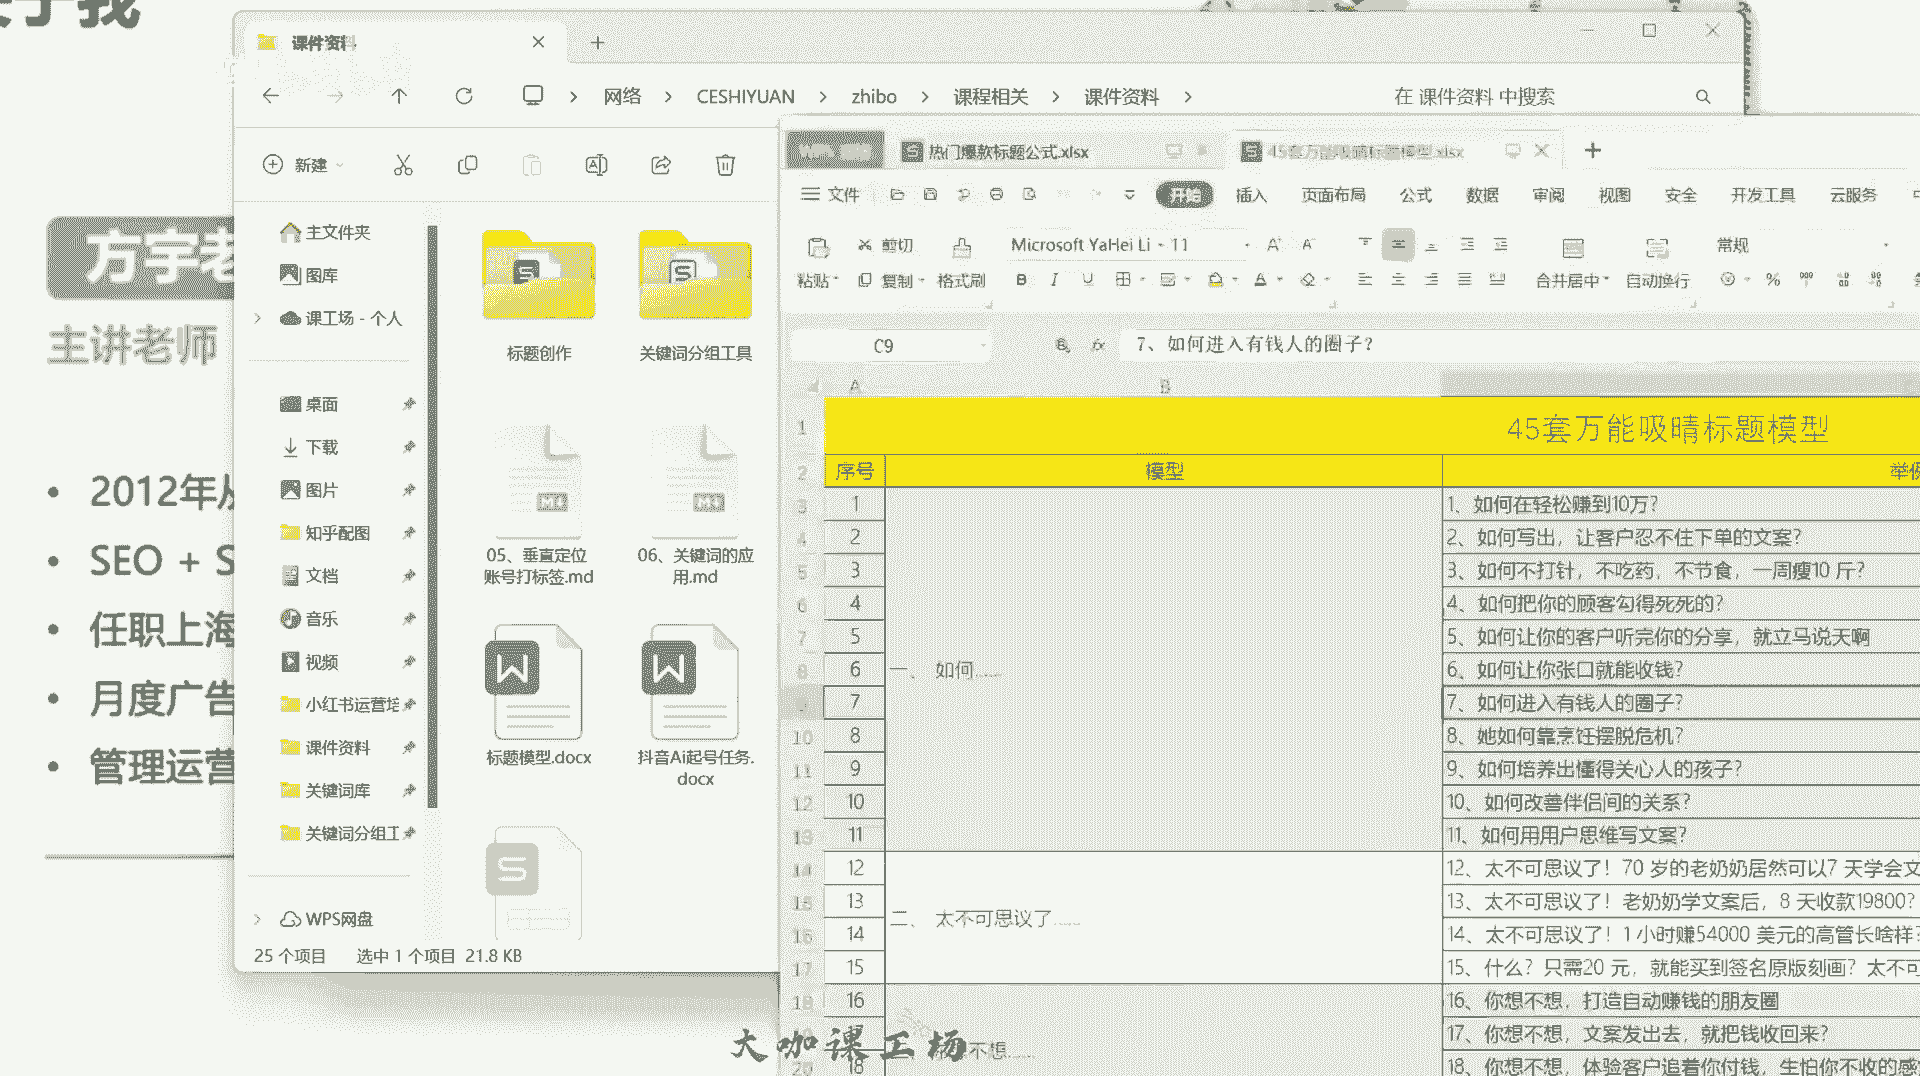 课件资料
网络 > CESHIYUAN > zhibo > 课程相关 > 课件资料 >
在 课件资料 中搜索
新建
主文件夹
图库
课工场 - 个人
桌面
下载
图片
知乎配图
文档
音乐
视频
小红书运营培
课件资料
关键词库
关键词分组工
WPS网盘
25 个项目 选中 1 个项目 21.8 KB
标题创作
关键词分组工具
05、垂直定位
账号打标签.md
06、关键词的应
用.md
标题模型.docx
抖音Ai起号任务.
docx
方宇老
主讲老师
2012年从
SEO + S
任职上海
月度广告
管理运营
热门爆款标题公式.xlsx
45套万能吸睛标题模型.xlsx
文件 开始 插入 页面布局 公式 数据 审阅 视图 安全 开发工具 云服务
剪切 Microsoft YaHei Li 11 常规
粘贴 复制 格式刷 B I U 合并居中 自动换行
C9 fx 7、如何进入有钱人的圈子?
A B
45套万能吸晴标题模型
序号 模型
1 1、如何在轻松赚到10万?
2 2、如何写出，让客户忍不住下单的文案?
3 3、如何不打针，不吃药，不节食，一周瘦10 斤?
4 4、如何把你的顾客勾得死死的?
5 5、如何让你的客户听完你的分享，就立马说天啊
6 一、 如何…… 6、如何让你张口就能收钱?
7 7、如何进入有钱人的圈子?
8 8、她如何靠烹饪摆脱危机?
9 9、如何培养出懂得关心人的孩子?
10 10、如何改善伴侣间的关系?
11 11、如何用用户思维写文案?
12 12、太不可思议了！70 岁的老奶奶居然可以7 天学会文
13 二、 太不可思议了…… 13、太不可思议了！老奶奶学文案后，8 天收款19800?
14 14、太不可思议了！1 小时赚54000 美元的高管长啥样?
15 15、什么？只需20 元，就能买到签名原版刻画？太不可
16 16、你想不想，打造自动赚钱的朋友圈
17、你想不想，文案发出去，就把钱收回来?
18 18、你想不想，体验客户追着你付钱，生怕你不收的感
大咖课工场